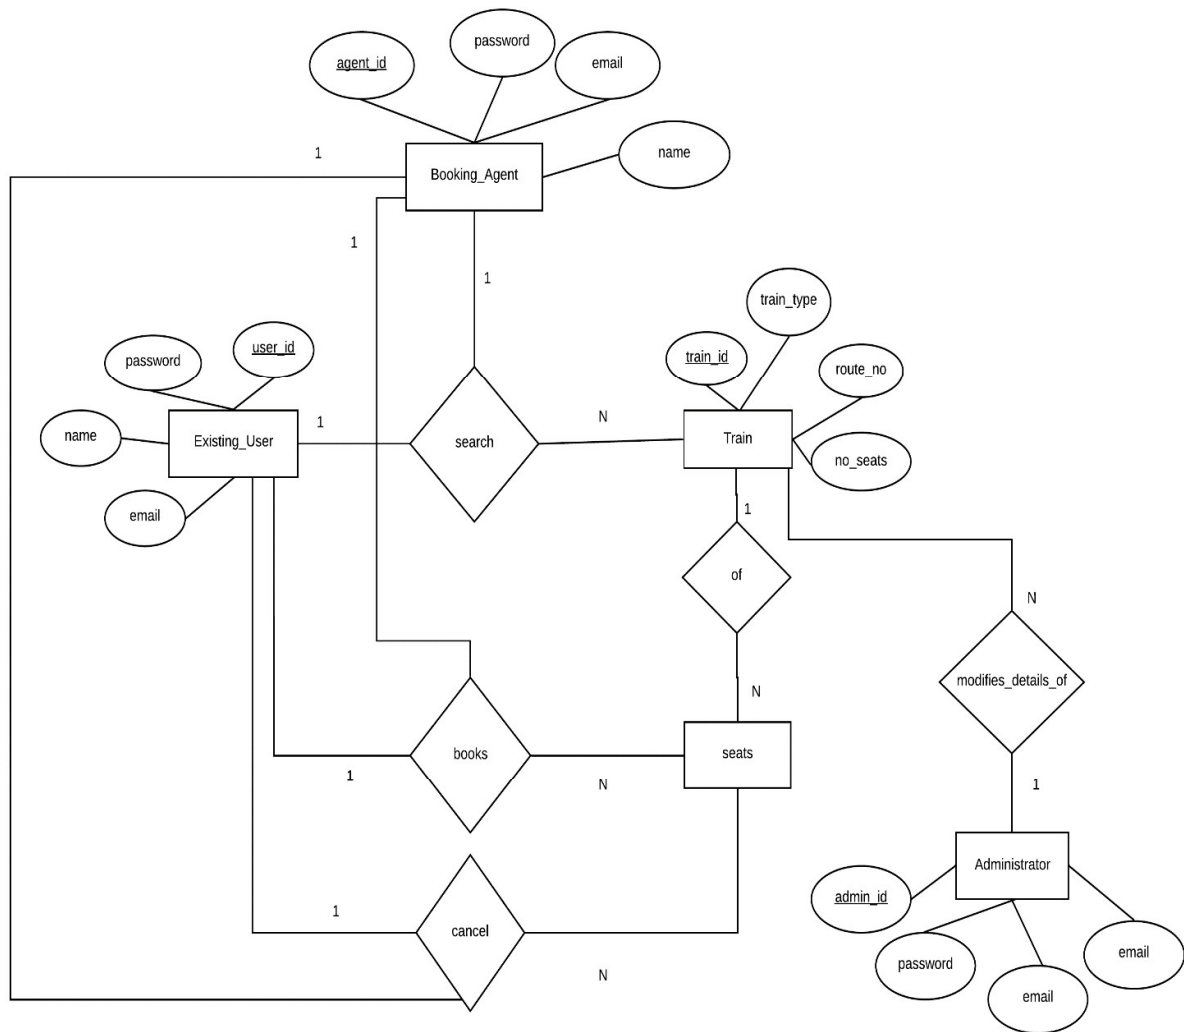 password
agent_id
email
name
1
Booking_Agent
1
1
train_type
user_id
password
train_id
route_no
name
Existing_User
1
search
N
Train
no_seats
email
1
of
N
modifies_details_of
N
books
seats
1
N
1
Administrator
admin_id
1
cancel
email
password
N
email